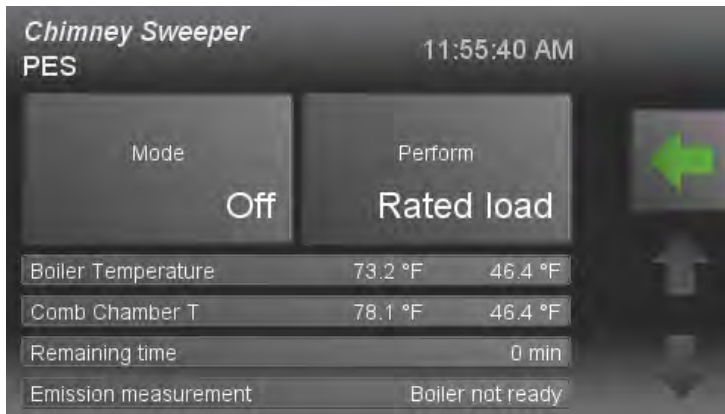 Chimney Sweeper
PES
11:55:40 AM
Mode
Off
Perform
Rated load
Boiler Temperature 73.2 °F 46.4 °F
Comb Chamber T 78.1 °F 46.4 °F
Remaining time 0 min
Emission measurement Boiler not ready